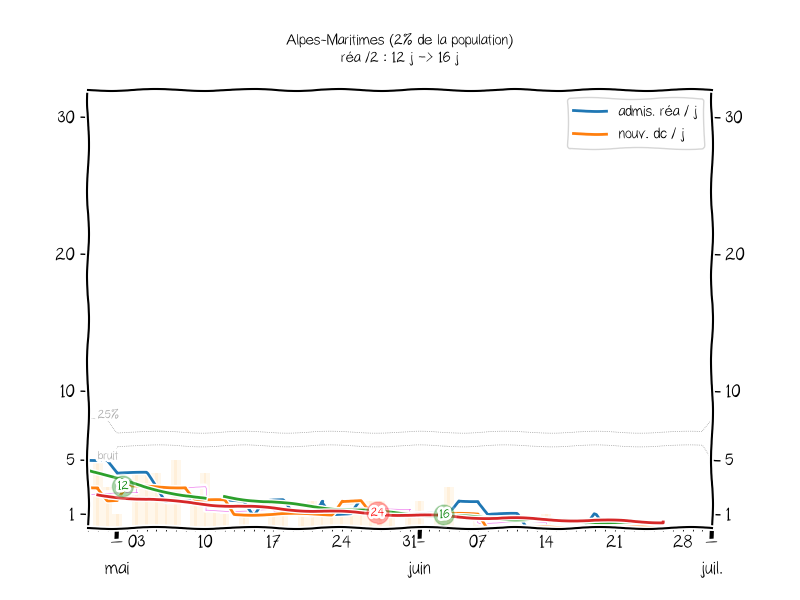 Alpes-Maritimes (2% de la population)
réa /2 : 12 j -> 16 j
admis. réa / j
nouv. dc / j
30
30
20
20
10
10
25%
5
bruit
5
12
24
16
1
1
03
10
17
24
31
07
14
21
28
mai
juin
juil.